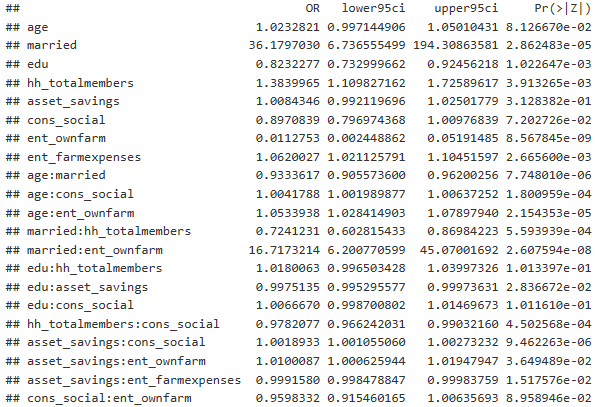 ##                                    OR lower95ci    upper95ci     Pr(>|Z|)
## age                         1.0232821 0.997144906   1.05010431 8.126670e-02
## married                    36.1797030 6.736555499 194.30863581 2.862483e-05
## edu                         0.8232277 0.732999662   0.92456218 1.022647e-03
## hh_totalmembers             1.3839965 1.109827162   1.72589617 3.913265e-03
## asset_savings               1.0084346 0.992119696   1.02501779 3.128382e-01
## cons_social                 0.8970839 0.796974368   1.00976839 7.202726e-02
## ent_ownfarm                 0.0112753 0.002448862   0.05191485 8.567845e-09
## ent_farmexpenses            1.0620027 1.021125791   1.10451597 2.665600e-03
## age:married                 0.9333617 0.905573600   0.96200256 7.748010e-06
## age:cons_social             1.0041788 1.001989877   1.00637252 1.800959e-04
## age:ent_ownfarm             1.0533938 1.028414903   1.07897940 2.154353e-05
## married:hh_totalmembers     0.7241231 0.602815433   0.86984223 5.593939e-04
## married:ent_ownfarm        16.7173214 6.200770599  45.07001692 2.607594e-08
## edu:hh_totalmembers         1.0180063 0.996503428   1.03997326 1.013397e-01
## edu:asset_savings           0.9975135 0.995295577   0.99973631 2.836672e-02
## edu:cons_social             1.0066670 0.998700802   1.01469673 1.011610e-01
## hh_totalmembers:cons_social 0.9782077 0.966242031   0.99032160 4.502568e-04
## asset_savings:cons_social   1.0018933 1.001055060   1.00273232 9.462263e-06
## asset_savings:ent_ownfarm   1.0100087 1.000625944   1.01947947 3.649489e-02
## asset_savings:ent_farmexpenses 0.9991580 0.998478847   0.99983759 1.517576e-02
## cons_social:ent_ownfarm     0.9598332 0.915460165   1.00635693 8.958946e-02